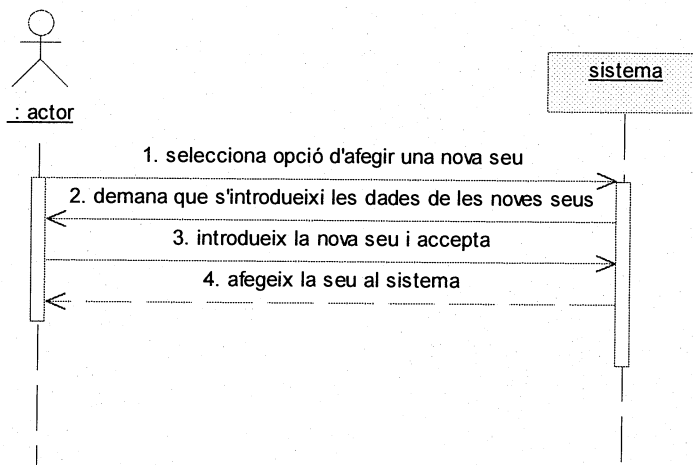 sistema
: actor
1. selecciona opció d'afegir una nova seu
2. demana que s'introdueixi les dades de les noves seus
3. introdueix la nova seu i accepta
4. afegeix la seu al sistema